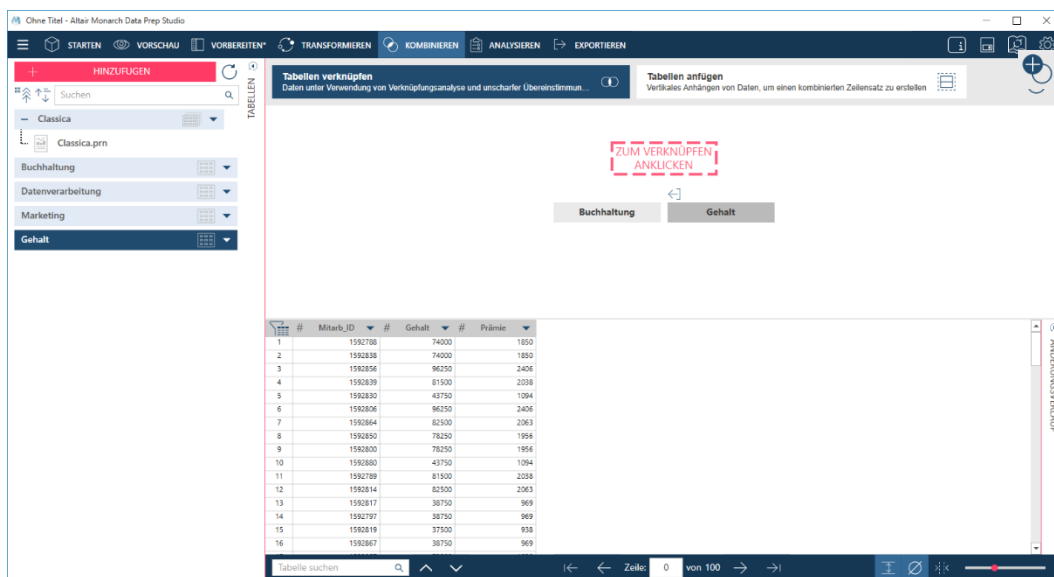 Ohne Titel - Altair Monarch Data Prep Studio
STARTEN VORSCHAU VORBEREITEN* TRANSFORMIEREN KOMBINIEREN ANALYSIEREN EXPORTIEREN
HINZUFÜGEN
Suchen
TABELLEN
Classica
Classica.prn
Buchhaltung
Datenverarbeitung
Marketing
Gehalt
Tabellen verknüpfen
Daten unter Verwendung von Verknüpfungsanalyse und unscharfer Übereinstimmun...
Tabellen anfügen
Vertikales Anhängen von Daten, um einen kombinierten Zeilensatz zu erstellen
ZUM VERKNÜPFEN
ANKLICKEN
Buchhaltung Gehalt
# Mitarb_ID # Gehalt # Prämie
1 1592788 74000 1850
2 1592838 74000 1850
3 1592856 96250 2406
4 1592839 81500 2038
5 1592830 43750 1094
6 1592806 96250 2406
7 1592864 82500 2063
8 1592850 78250 1956
9 1592800 78250 1956
10 1592880 43750 1094
11 1592789 81500 2038
12 1592814 82500 2063
13 1592817 38750 969
14 1592797 38750 969
15 1592819 37500 938
16 1592867 38750 969
ÄNDERUNGSVERLAUF
Tabelle suchen
Zeile: 0 von 100